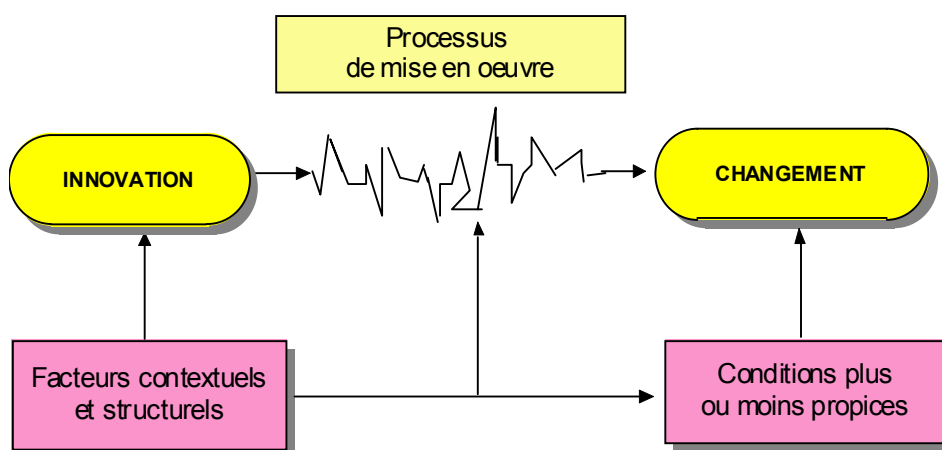 Processus
de mise en oeuvre
INNOVATION
CHANGEMENT
Facteurs contextuels
et structurels
Conditions plus
ou moins propices